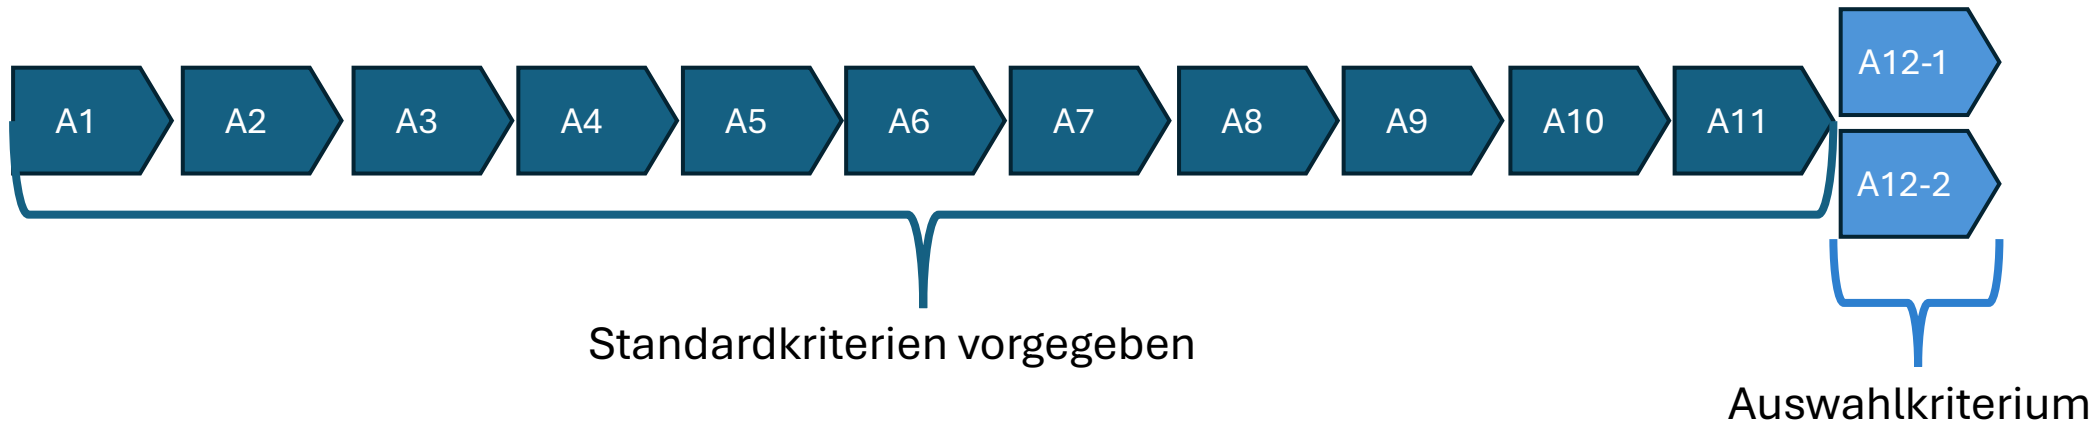 A1
A2
A3
A4
A5
A6
A7
A8
A9
A10
A11
A12-1
A12-2
Standardkriterien vorgegeben
Auswahlkriterium